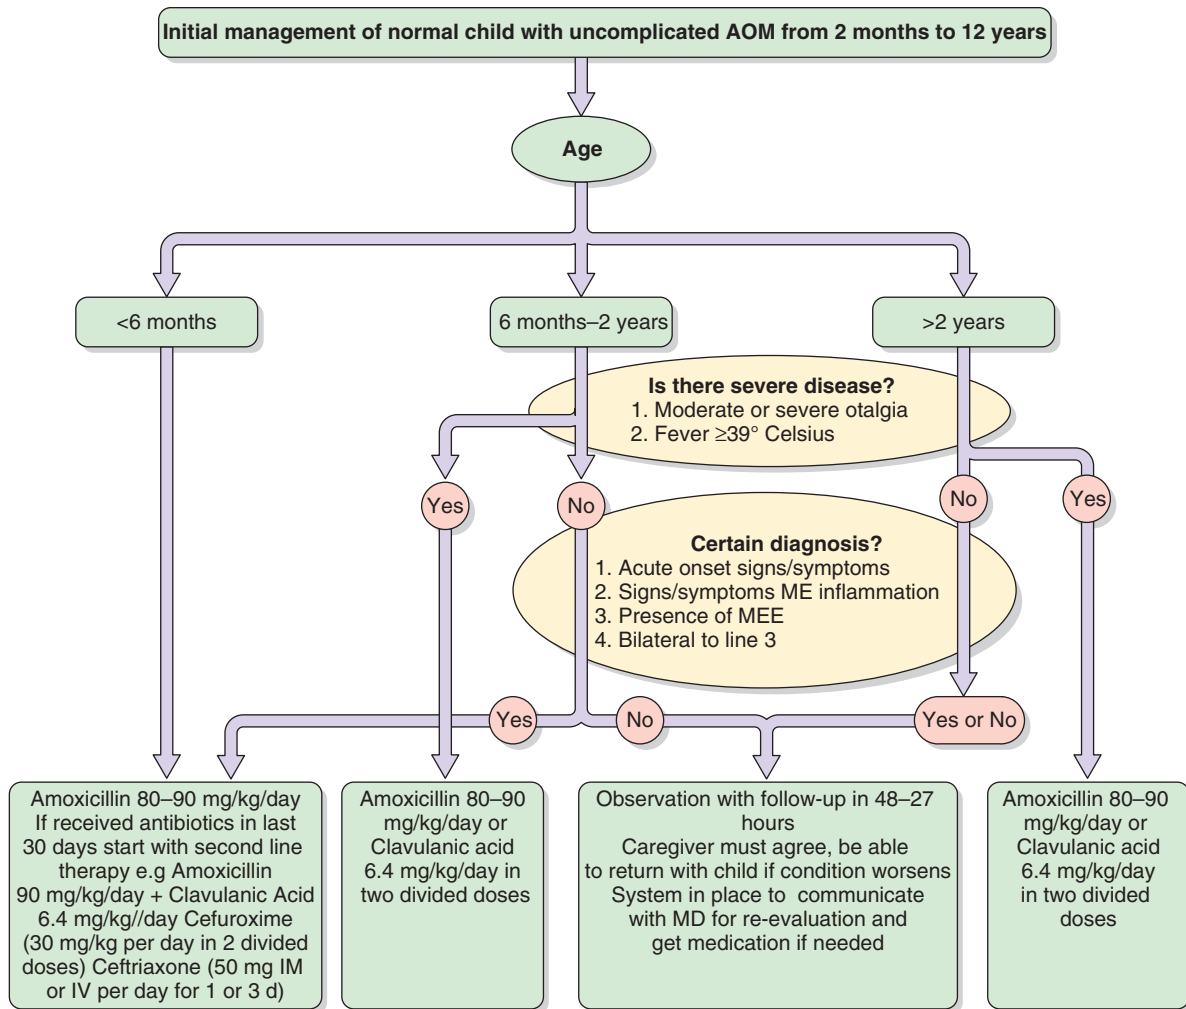 Initial management of normal child with uncomplicated AOM from 2 months to 12 years
Age
<6 months
6 months–2 years
>2 years
Is there severe disease?
1. Moderate or severe otalgia
2. Fever ≥39° Celsius
Yes
No
No
Yes
Certain diagnosis?
1. Acute onset signs/symptoms
2. Signs/symptoms ME inflammation
3. Presence of MEE
4. Bilateral to line 3
Yes
No
Yes or No
Amoxicillin 80–90 mg/kg/day
If received antibiotics in last
30 days start with second line
therapy e.g Amoxicillin
90 mg/kg/day + Clavulanic Acid
6.4 mg/kg//day Cefuroxime
(30 mg/kg per day in 2 divided
doses) Ceftriaxone (50 mg IM
or IV per day for 1 or 3 d)
Amoxicillin 80–90
mg/kg/day or
Clavulanic acid
6.4 mg/kg/day in
two divided doses
Observation with follow-up in 48–27
hours
Caregiver must agree, be able
to return with child if condition worsens
System in place to communicate
with MD for re-evaluation and
get medication if needed
Amoxicillin 80–90
mg/kg/day or
Clavulanic acid
6.4 mg/kg/day
in two divided
doses